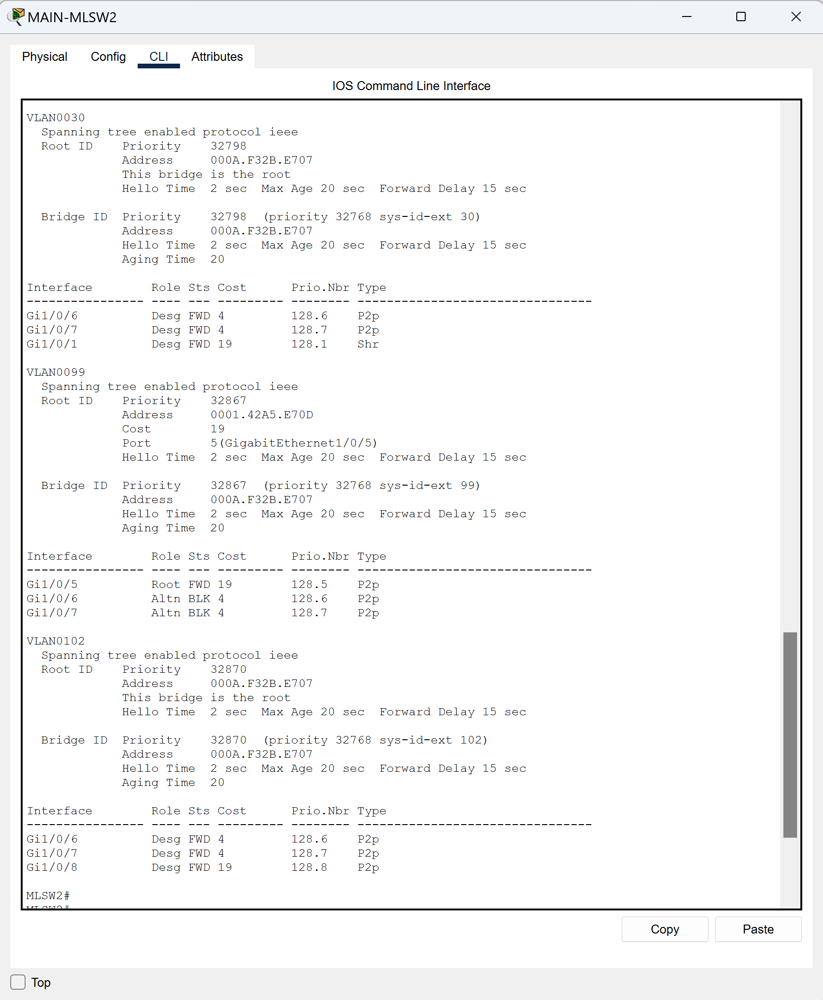 MAIN-MLSW2
Physical Config CLI Attributes
IOS Command Line Interface
VLAN0030
  Spanning tree enabled protocol ieee
  Root ID    Priority    32798
             Address     000A.F32B.E707
             This bridge is the root
             Hello Time  2 sec  Max Age 20 sec  Forward Delay 15 sec

  Bridge ID  Priority    32798  (priority 32768 sys-id-ext 30)
             Address     000A.F32B.E707
             Hello Time  2 sec  Max Age 20 sec  Forward Delay 15 sec
             Aging Time  20

Interface        Role Sts Cost      Prio.Nbr Type
---------------- ---- --- --------- -------- --------------------------------
Gi1/0/6          Desg FWD 4         128.6    P2p
Gi1/0/7          Desg FWD 4         128.7    P2p
Gi1/0/1          Desg FWD 19        128.1    Shr

VLAN0099
  Spanning tree enabled protocol ieee
  Root ID    Priority    32867
             Address     0001.42A5.E70D
             Cost        19
             Port        5(GigabitEthernet1/0/5)
             Hello Time  2 sec  Max Age 20 sec  Forward Delay 15 sec

  Bridge ID  Priority    32867  (priority 32768 sys-id-ext 99)
             Address     000A.F32B.E707
             Hello Time  2 sec  Max Age 20 sec  Forward Delay 15 sec
             Aging Time  20

Interface        Role Sts Cost      Prio.Nbr Type
---------------- ---- --- --------- -------- --------------------------------
Gi1/0/5          Root FWD 19        128.5    P2p
Gi1/0/6          Altn BLK 4         128.6    P2p
Gi1/0/7          Altn BLK 4         128.7    P2p

VLAN0102
  Spanning tree enabled protocol ieee
  Root ID    Priority    32870
             Address     000A.F32B.E707
             This bridge is the root
             Hello Time  2 sec  Max Age 20 sec  Forward Delay 15 sec

  Bridge ID  Priority    32870  (priority 32768 sys-id-ext 102)
             Address     000A.F32B.E707
             Hello Time  2 sec  Max Age 20 sec  Forward Delay 15 sec
             Aging Time  20

Interface        Role Sts Cost      Prio.Nbr Type
---------------- ---- --- --------- -------- --------------------------------
Gi1/0/6          Desg FWD 4         128.6    P2p
Gi1/0/7          Desg FWD 4         128.7    P2p
Gi1/0/8          Desg FWD 19        128.8    P2p

MLSW2#
MLSW2#
Copy Paste
Top